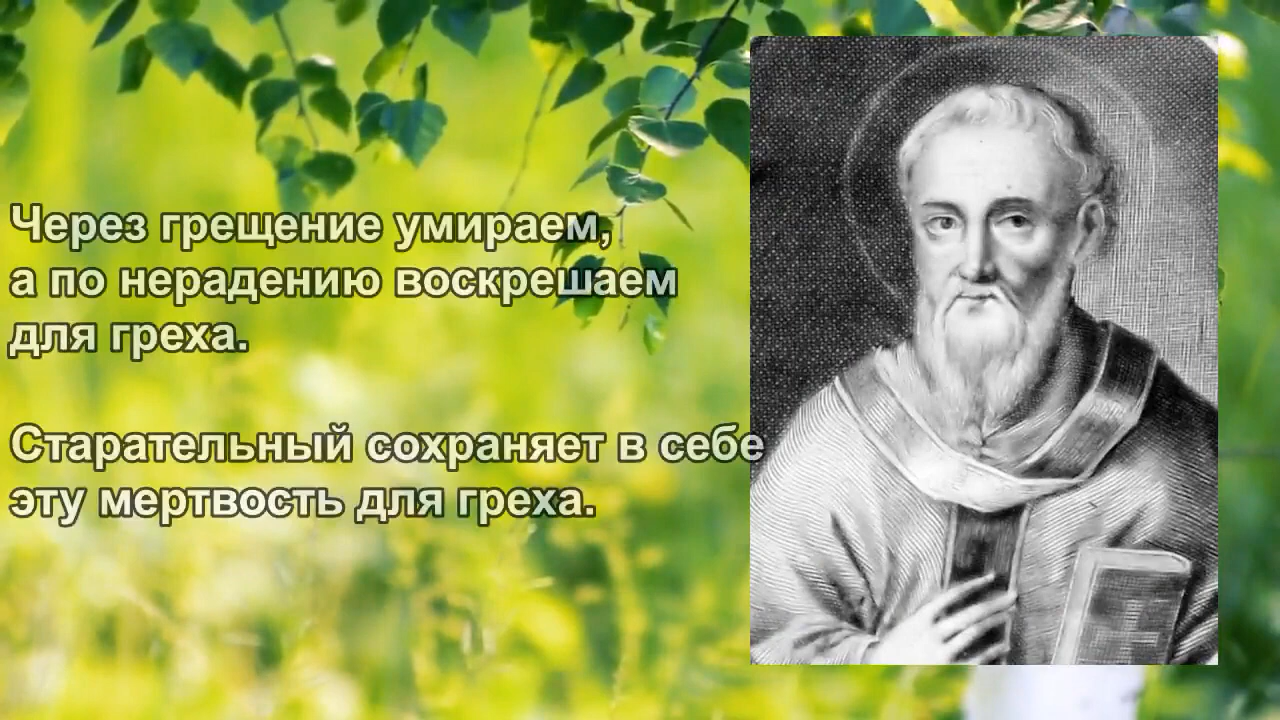 Через грещение умираем,
а по нерадению воскрешаем
для греха.
Старательный сохраняет в себе
эту мертвость для греха.